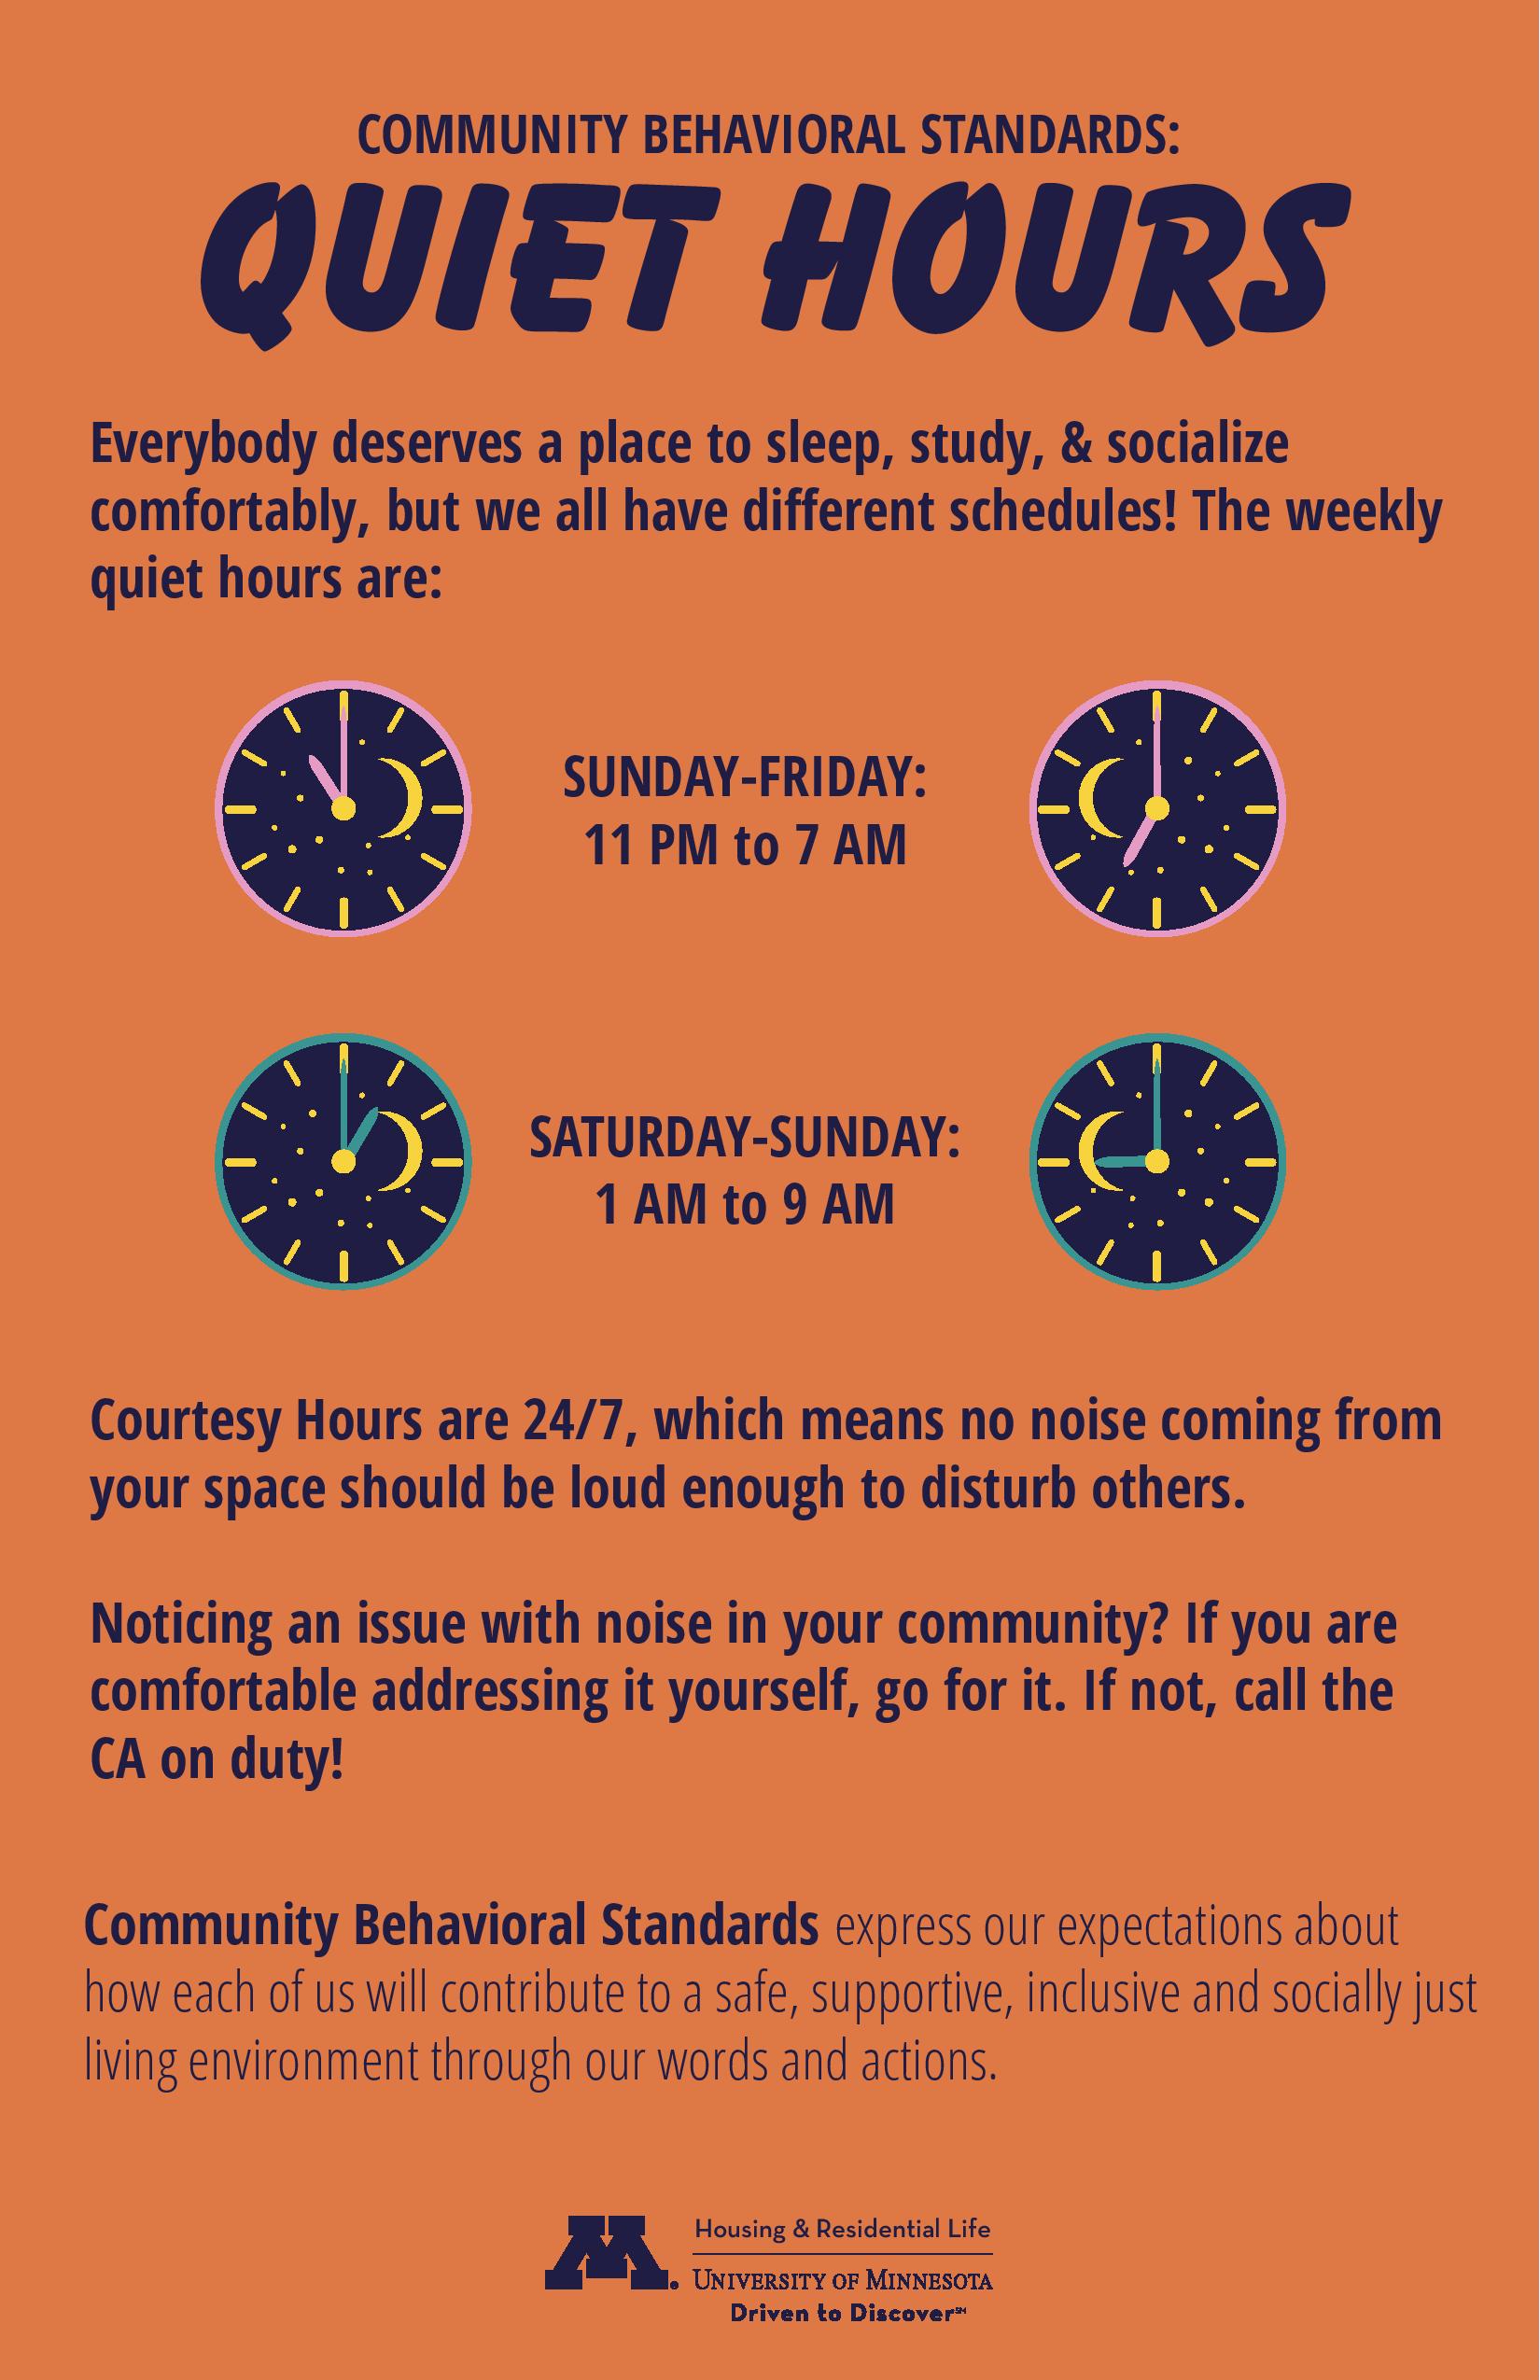 COMMUNITY BEHAVIORAL STANDARDS:
QUIET HOURS
Everybody deserves a place to sleep, study, & socialize
comfortably, but we all have different schedules! The weekly
quiet hours are:
SUNDAY-FRIDAY:
11 PM to 7 AM
SATURDAY-SUNDAY:
1 AM to 9 AM
Courtesy Hours are 24/7, which means no noise coming from
your space should be loud enough to disturb others.
Noticing an issue with noise in your community? If you are
comfortable addressing it yourself, go for it. If not, call the
CA on duty!
Community Behavioral Standards express our expectations about
how each of us will contribute to a safe, supportive, inclusive and socially just
living environment through our words and actions.
M®
Housing & Residential Life
UNIVERSITY OF MINNESOTA
Driven to Discover℠